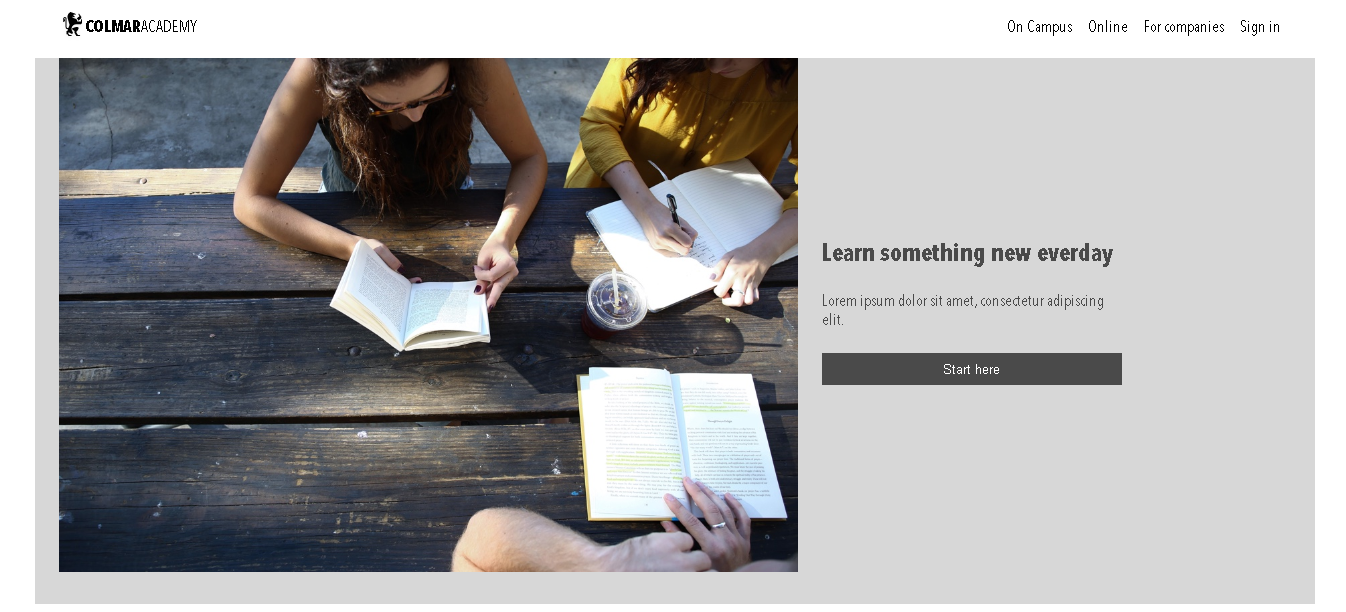 COLMARACADEMY
On Campus Online For companies Sign in
Learn something new everday
Lorem ipsum dolor sit amet, consectetur adipiscing
elit.
Start here